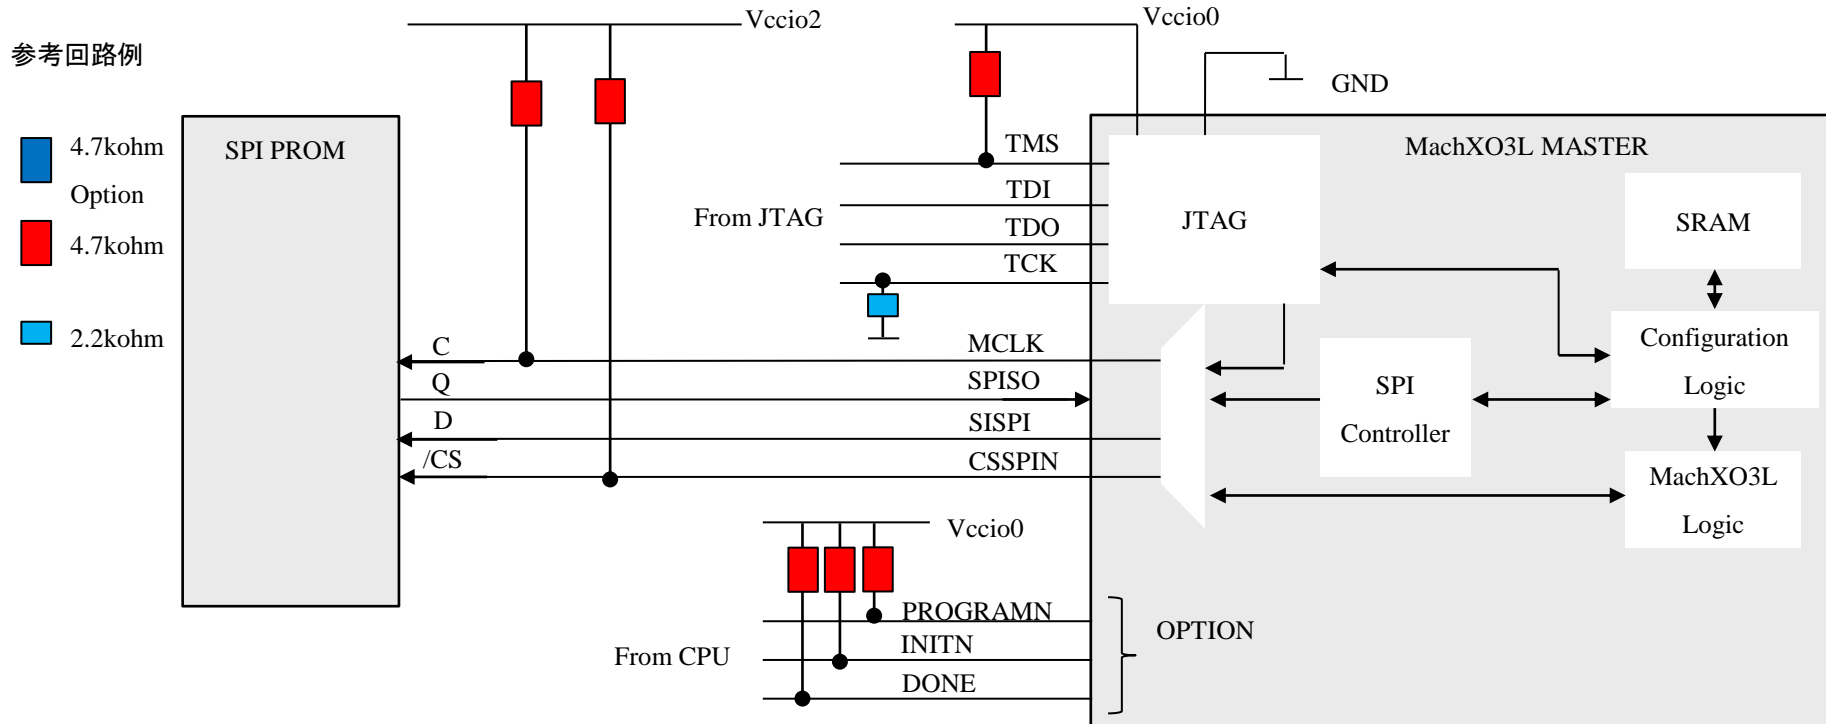 参考回路例
Vccio2
Vccio0
GND
4.7kohm
Option
4.7kohm
2.2kohm
SPI PROM
MachXO3L MASTER
TMS
TDI
From JTAG
TDO
TCK
JTAG
SRAM
C
MCLK
Q
SPISO
D
SISPI
/CS
CSSPIN
SPI
Controller
Configuration
Logic
MachXO3L
Logic
Vccio0
PROGRAMN
From CPU
INITN
DONE
OPTION